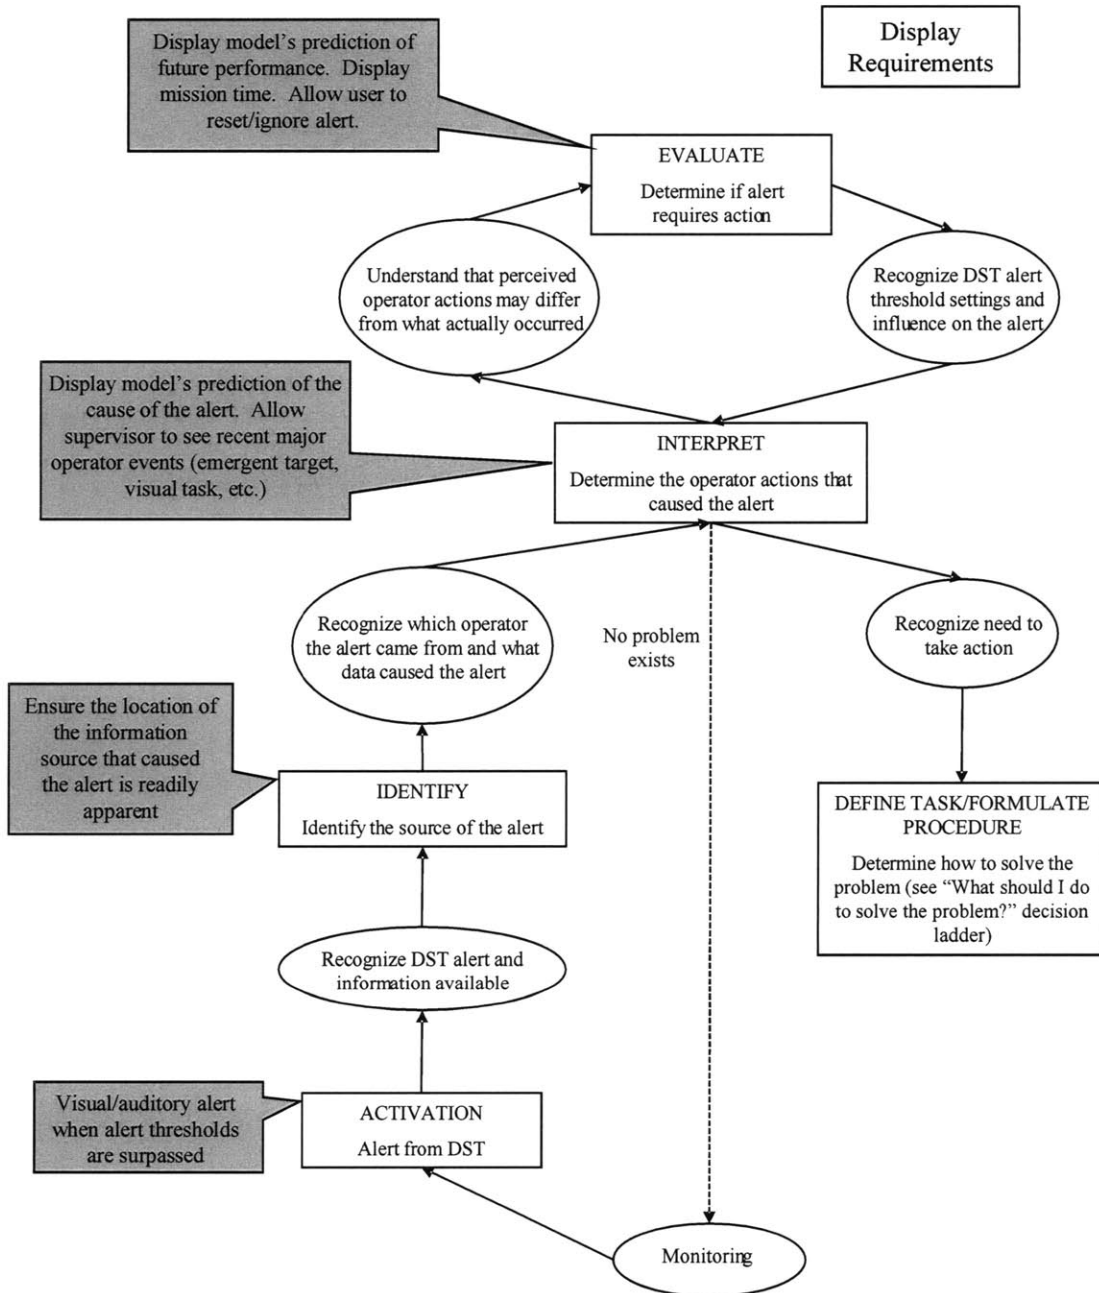 Display
Requirements
Display model's prediction of
future performance. Display
mission time. Allow user to
reset/ignore alert.
EVALUATE
Determine if alert
requires action
Understand that perceived
operator actions may differ
from what actually occurred
Recognize DST alert
threshold settings and
influence on the alert
Display model's prediction of the
cause of the alert. Allow
supervisor to see recent major
operator events (emergent target,
visual task, etc.)
INTERPRET
Determine the operator actions that
caused the alert
Recognize which operator
the alert came from and what
data caused the alert
No problem
exists
Recognize need to
take action
Ensure the location of
the information
source that caused
the alert is readily
apparent
IDENTIFY
Identify the source of the alert
DEFINE TASK/FORMULATE
PROCEDURE
Determine how to solve the
problem (see “What should I do
to solve the problem?” decision
ladder)
Recognize DST alert and
information available
Visual/auditory alert
when alert thresholds
are surpassed
ACTIVATION
Alert from DST
Monitoring